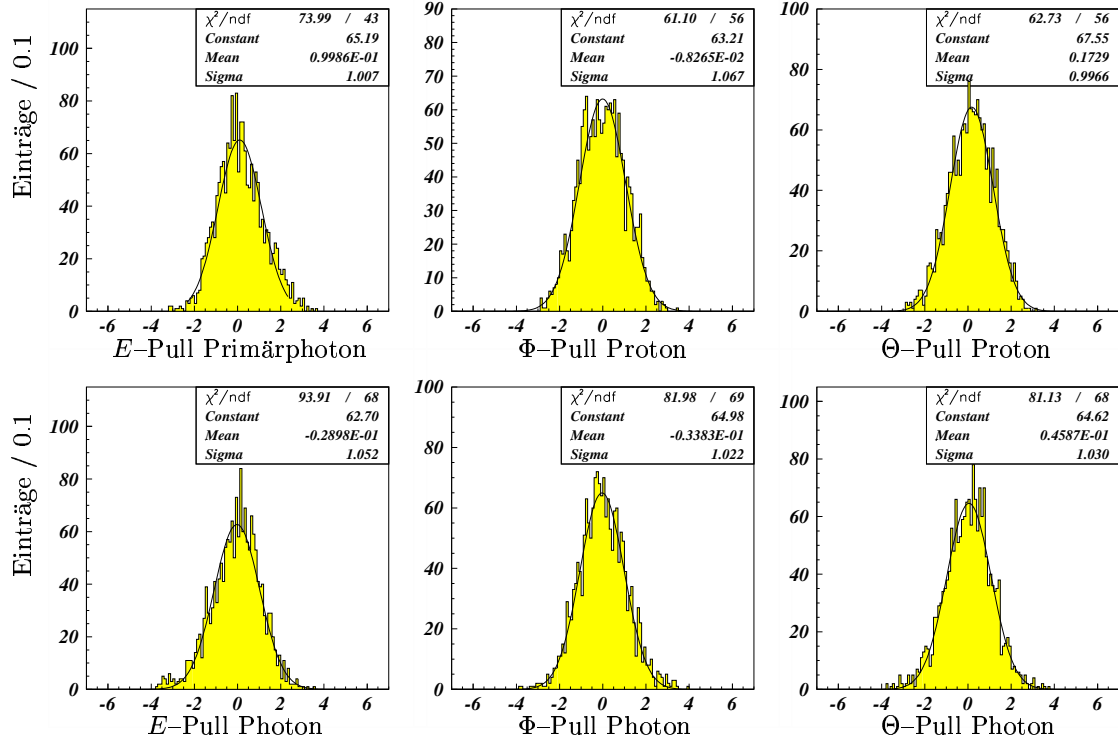 Einträge / 0.1
χ²/ndf 73.99 / 43
Constant 65.19
Mean 0.9986E-01
Sigma 1.007
100
80
60
40
20
0
-6 -4 -2 0 2 4 6
E–Pull Primärphoton
χ²/ndf 61.10 / 56
Constant 63.21
Mean -0.8265E-02
Sigma 1.067
90
80
70
60
50
40
30
20
10
0
-6 -4 -2 0 2 4 6
Φ–Pull Proton
χ²/ndf 62.73 / 56
Constant 67.55
Mean 0.1729
Sigma 0.9966
100
80
60
40
20
0
-6 -4 -2 0 2 4 6
Θ–Pull Proton
Einträge / 0.1
χ²/ndf 93.91 / 68
Constant 62.70
Mean -0.2898E-01
Sigma 1.052
100
80
60
40
20
0
-6 -4 -2 0 2 4 6
E–Pull Photon
χ²/ndf 81.98 / 69
Constant 64.98
Mean -0.3383E-01
Sigma 1.022
100
80
60
40
20
0
-6 -4 -2 0 2 4 6
Φ–Pull Photon
χ²/ndf 81.13 / 68
Constant 64.62
Mean 0.4587E-01
Sigma 1.030
100
80
60
40
20
0
-6 -4 -2 0 2 4 6
Θ–Pull Photon